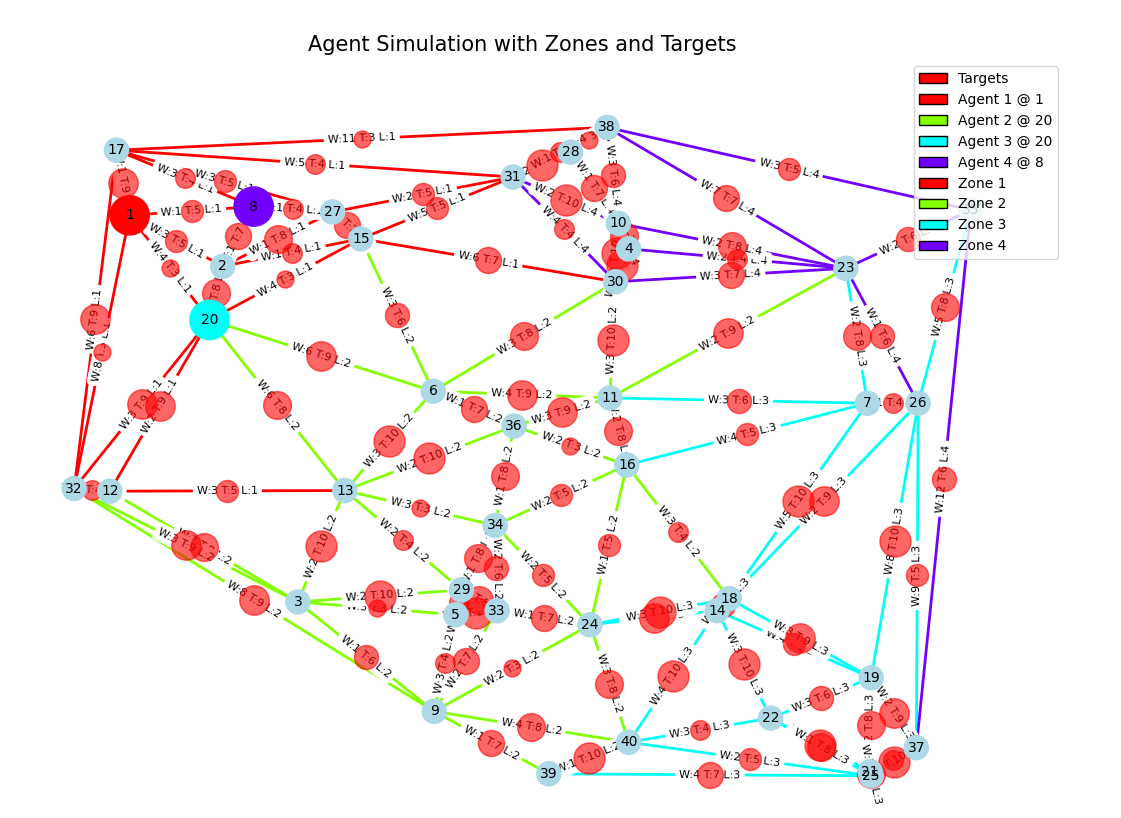 Agent Simulation with Zones and Targets
Targets
Agent 1 @ 1
Agent 2 @ 20
Agent 3 @ 20
Agent 4 @ 8
Zone 1
Zone 2
Zone 3
Zone 4
38
W:11 T:3 L:1
17
28
W:5 T:4 L:1
W:3 T:6 L:4
W:3 T:5 L:4
31
W:2 T:5 L:1
W:7 T:7 L:4
8
27
1
W:1 T:5 L:1
W:5 T:5 L:1
10
15
4
W:2 T:8 L:4
W:3 T:5 L:1
2
W:6 T:7 L:1
23
W:3 T:7 L:4
30
W:4 T:3 L:1
W:4 T:3 L:1
20
W:6 T:9 L:1
W:3 T:6 L:2
W:3 T:8 L:2
W:3 T:10 L:2
W:2 T:9 L:2
W:2 T:8 L:3
W:1 T:6 L:4
W:5 T:8 L:3
W:6 T:9 L:2
6
W:4 T:9 L:2
11
W:3 T:6 L:3
7
26
W:6 T:8 L:2
W:1 T:7 L:2
W:3 T:9 L:2
36
W:3 T:9 L:1
W:2 T:9 L:1
W:3 T:10 L:2
W:2 T:3 L:2
W:4 T:5 L:3
W:2 T:10 L:2
16
32
12
W:3 T:5 L:1
13
W:1 T:8 L:2
W:12 T:6 L:4
W:3 T:3 L:2
W:2 T:5 L:2
W:5 T:10 L:3
W:2 T:9 L:3
34
W:2 T:10 L:2
W:2 T:4 L:2
W:1 T:5 L:2
W:3 T:4 L:2
W:8 T:10 L:3
W:2 T:5 L:2
W:9 T:5 L:3
29
W:8 T:9 L:2
3
W:2 T:10 L:2
5
33
W:1 T:7 L:2
24
W:3 T:10 L:3
18
14
W:3 T:9 L:3
W:1 T:6 L:2
W:3 T:4 L:2
W:2 T:3 L:2
W:3 T:8 L:2
W:4 T:10 L:3
W:3 T:10 L:3
19
W:3 T:6 L:3
9
W:4 T:8 L:2
22
W:2 T:9 L:3
W:3 T:4 L:3
W:1 T:7 L:2
40
37
W:1 T:10 L:2
W:2 T:5 L:3
39
W:4 T:7 L:3
21
25